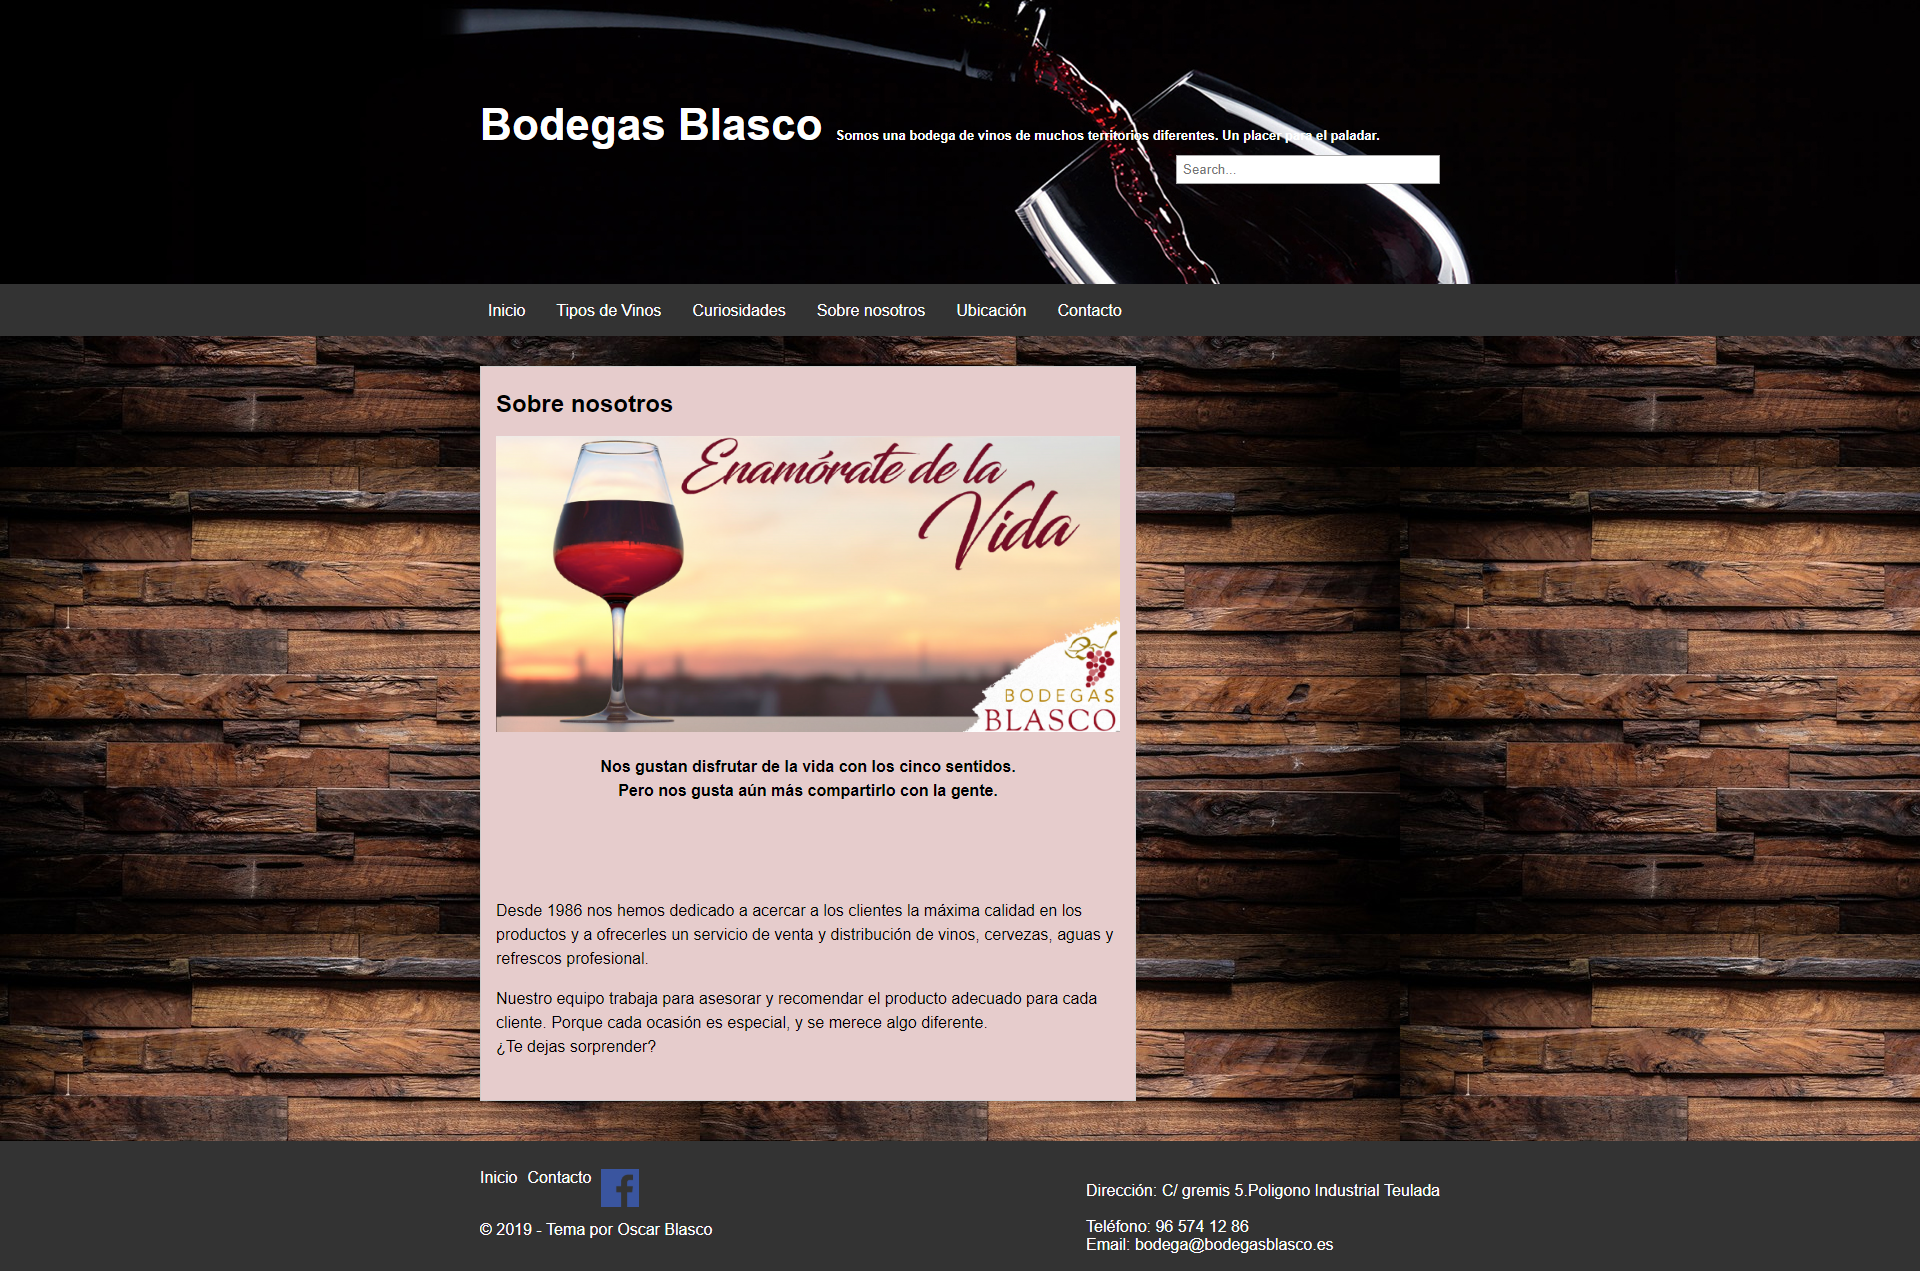 Bodegas Blasco
Somos una bodega de vinos de muchos territorios diferentes. Un placer para el paladar.
Search...
Inicio
Tipos de Vinos
Curiosidades
Sobre nosotros
Ubicación
Contacto
Sobre nosotros
Enamórate de la
Vida
BODEGAS
BLASCO
Nos gustan disfrutar de la vida con los cinco sentidos.
Pero nos gusta aún más compartirlo con la gente.
Desde 1986 nos hemos dedicado a acercar a los clientes la máxima calidad en los
productos y a ofrecerles un servicio de venta y distribución de vinos, cervezas, aguas y
refrescos profesional.
Nuestro equipo trabaja para asesorar y recomendar el producto adecuado para cada
cliente. Porque cada ocasión es especial, y se merece algo diferente.
¿Te dejas sorprender?
Inicio
Contacto
© 2019 - Tema por Oscar Blasco
Dirección: C/ gremis 5.Poligono Industrial Teulada
Teléfono: 96 574 12 86
Email: bodega@bodegasblasco.es